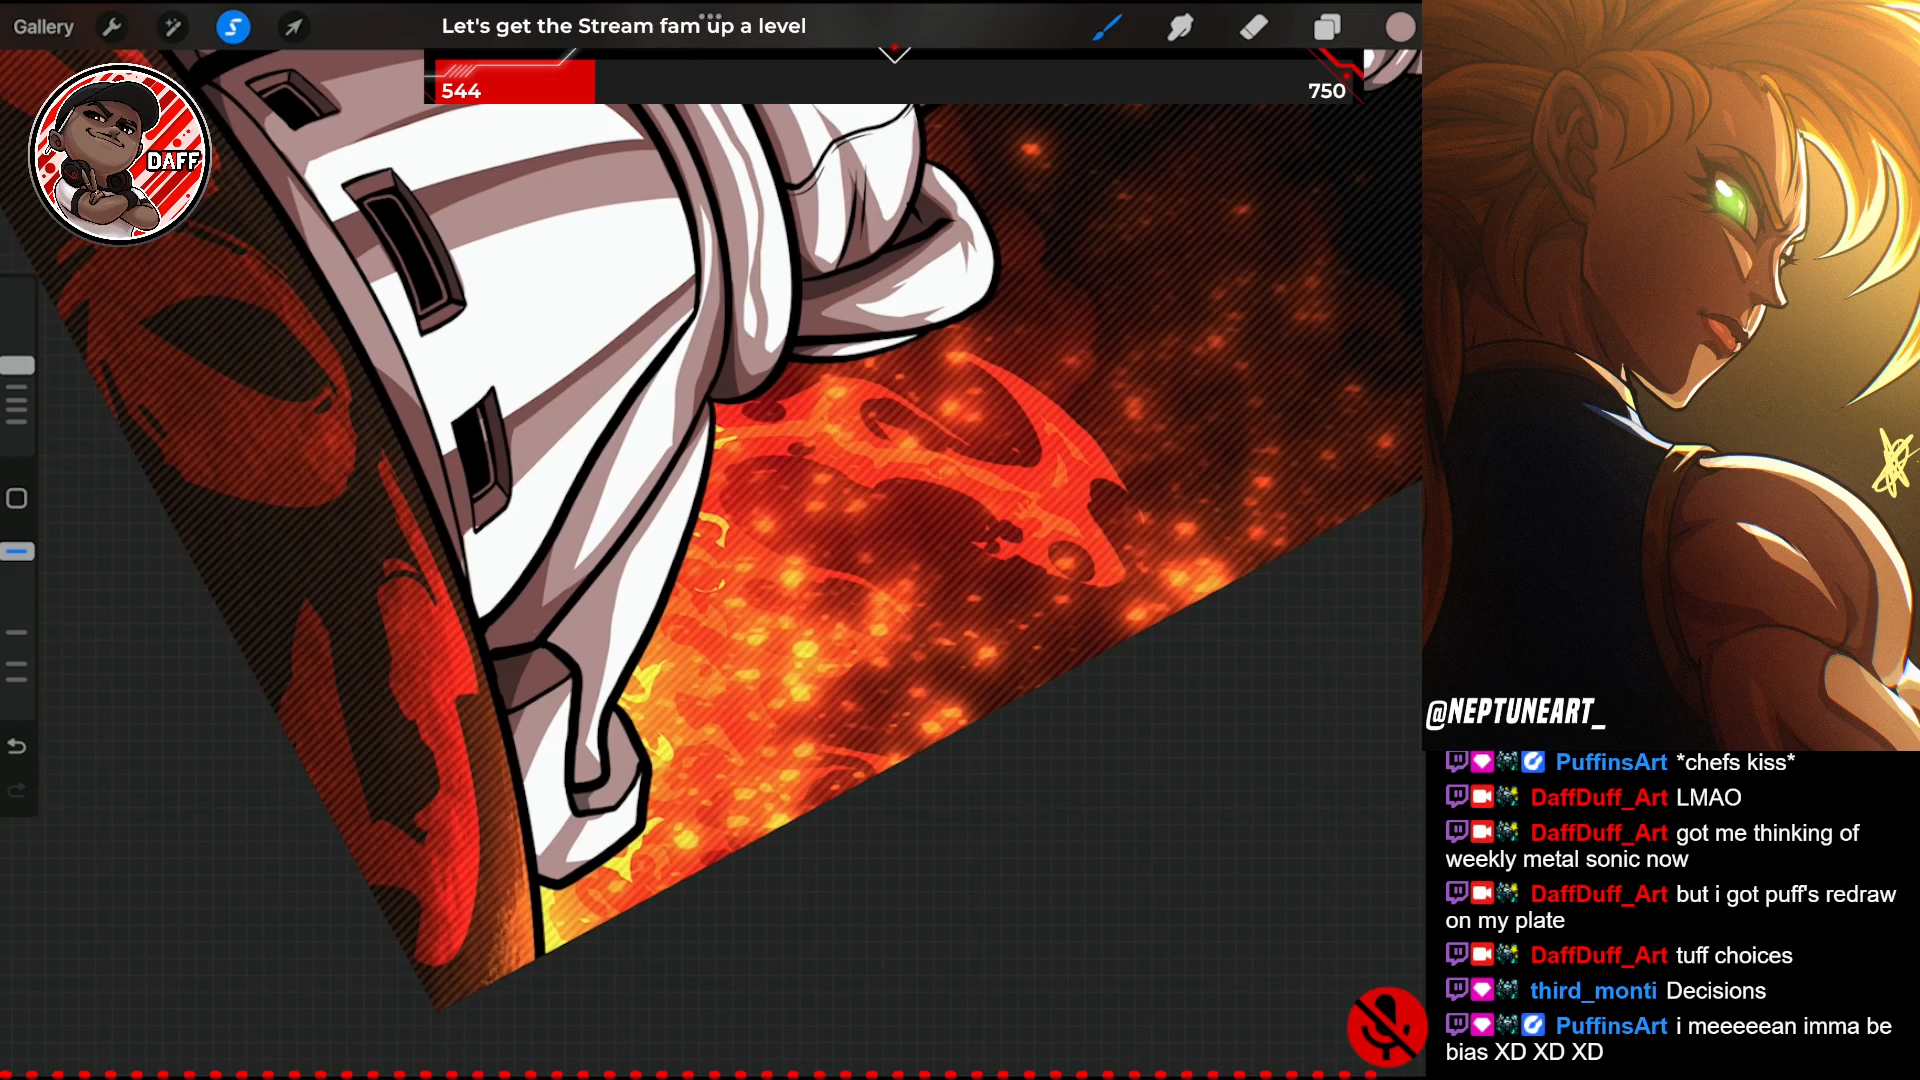 Gallery
Let's get the Stream fam up a level
544
750
DAFF
@NEPTUNEART_
PuffinsArt *chefs kiss*
DaffDuff_Art LMAO
DaffDuff_Art got me thinking of
weekly metal sonic now
DaffDuff_Art but i got puff's redraw
on my plate
DaffDuff_Art tuff choices
third_monti Decisions
PuffinsArt i meeeeean imma be
bias XD XD XD